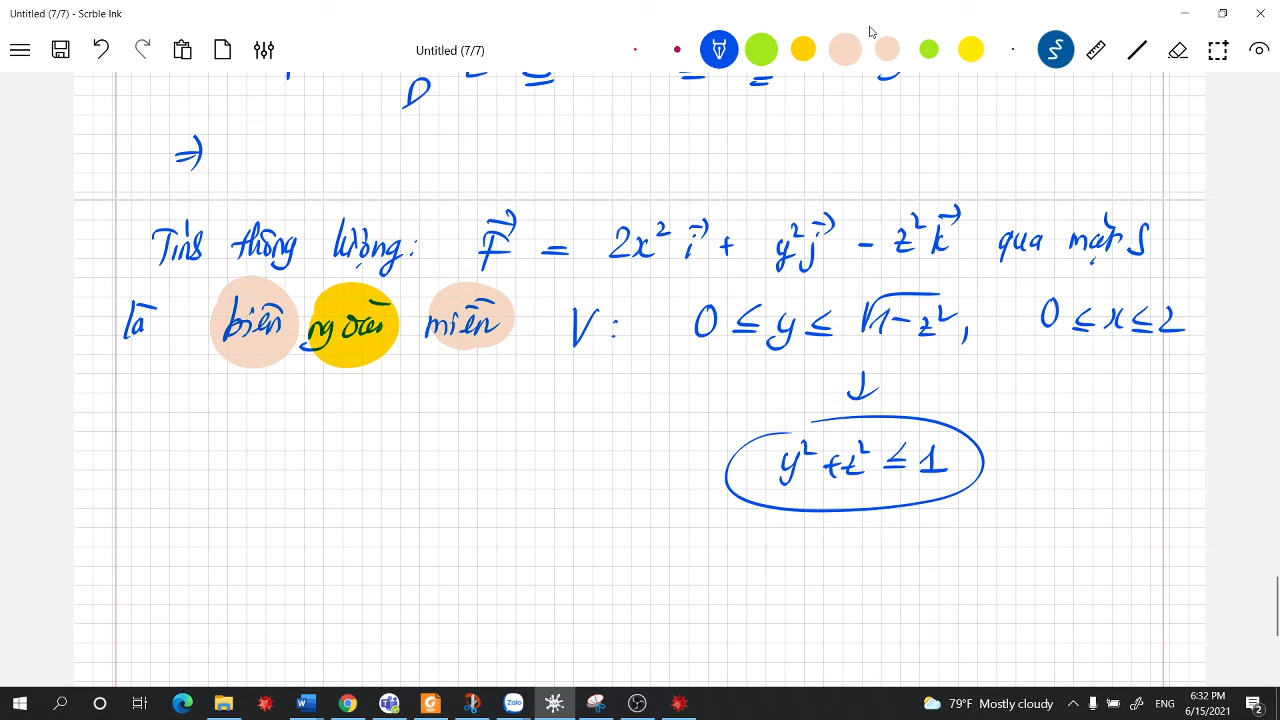 Untitled (7/7) - Scrble Ink
Untitled (7/7)
⇒
Tính thông lượng: F⃗ = 2x² i⃗ + y² j⃗ - z² k⃗ qua mặt S
là biên ngoài miền V: 0 ≤ y ≤ √1-z², 0 ≤ x ≤ 2
↓
y² + z² ≤ 1
79°F Mostly cloudy ENG 6:32 PM
6/15/2021
2